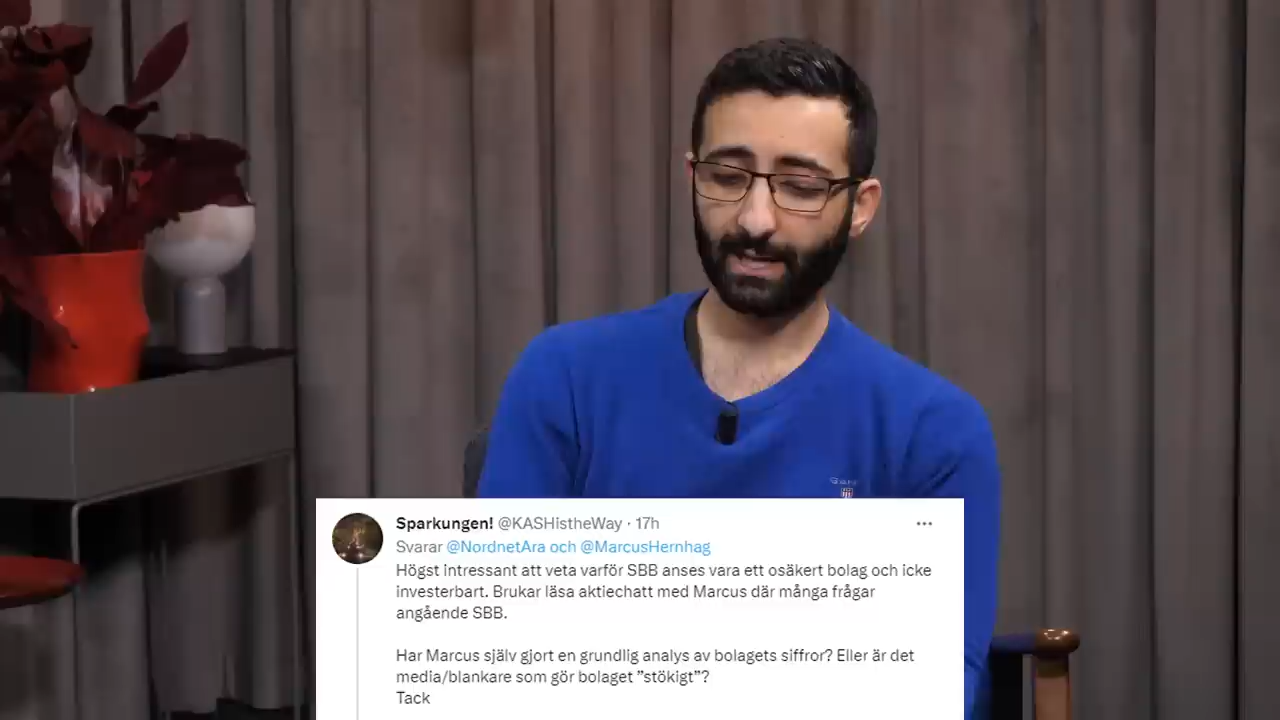 Sparkungen! @KASHistheWay · 17h
Svarar @NordnetAra och @MarcusHernhag
Högst intressant att veta varför SBB anses vara ett osäkert bolag och icke
investerbart. Brukar läsa aktiechatt med Marcus där många frågar
angående SBB.
Har Marcus själv gjort en grundlig analys av bolagets siffror? Eller är det
media/blankare som gör bolaget ”stökigt”?
Tack